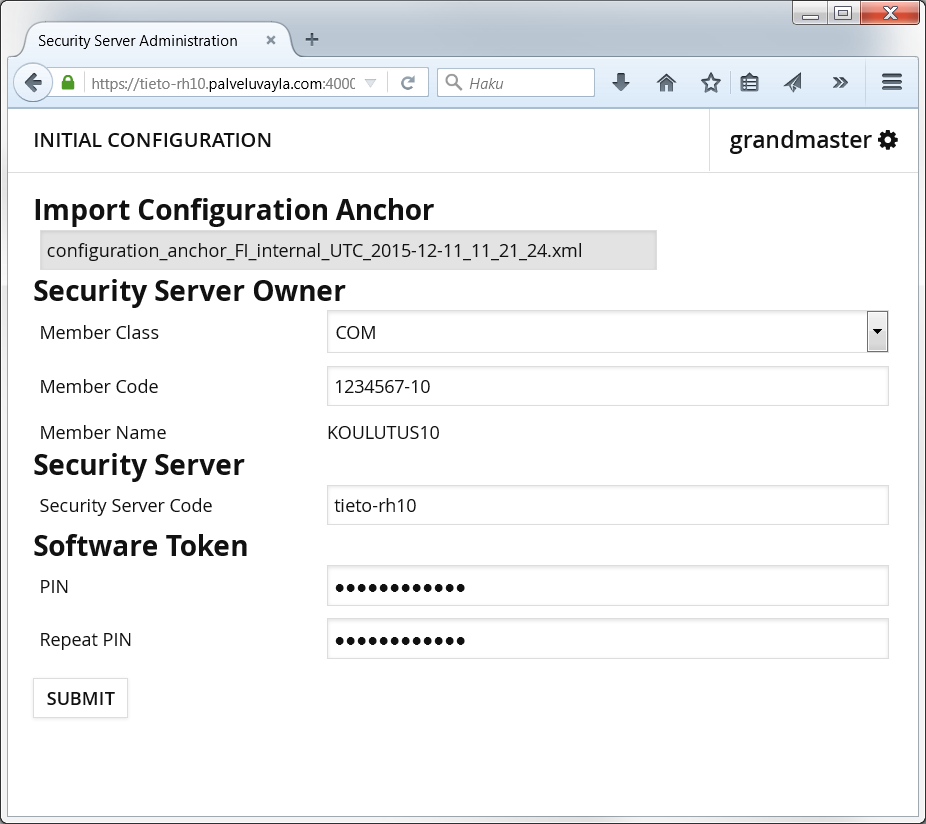 Security Server Administration
https://tieto-rh10.palveluvayla.com:4000
Haku
INITIAL CONFIGURATION
grandmaster
Import Configuration Anchor
configuration_anchor_FI_internal_UTC_2015-12-11_11_21_24.xml
Security Server Owner
Member Class COM
Member Code 1234567-10
Member Name KOULUTUS10
Security Server
Security Server Code tieto-rh10
Software Token
PIN ●●●●●●●●●●●●
Repeat PIN ●●●●●●●●●●●●
SUBMIT